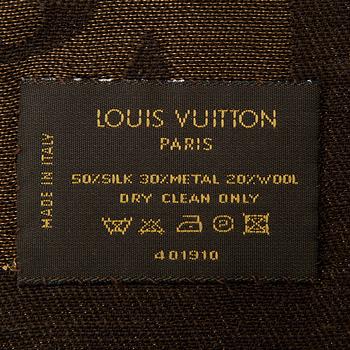 LOUIS VUITTON
PARIS
MADE IN ITALY
50%SILK 30%METAL 20%WOOL
DRY CLEAN ONLY
401910